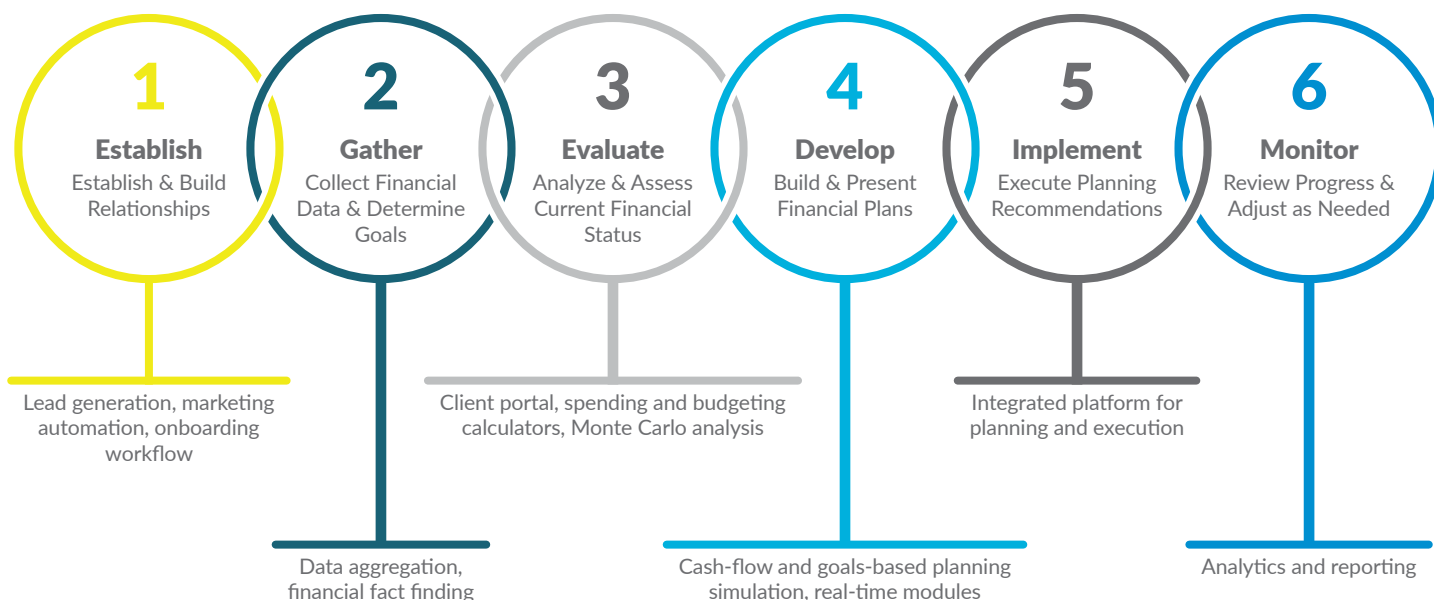 1
Establish
Establish & Build
Relationships
2
Gather
Collect Financial
Data & Determine
Goals
3
Evaluate
Analyze & Assess
Current Financial
Status
4
Develop
Build & Present
Financial Plans
5
Implement
Execute Planning
Recommendations
6
Monitor
Review Progress &
Adjust as Needed
Lead generation, marketing
automation, onboarding
workflow
Client portal, spending and budgeting
calculators, Monte Carlo analysis
Integrated platform for
planning and execution
Data aggregation,
financial fact finding
Cash-flow and goals-based planning
simulation, real-time modules
Analytics and reporting